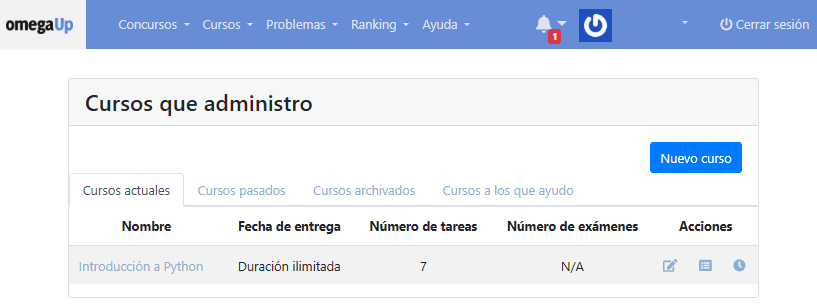 omegaUp Concursos Cursos Problemas Ranking Ayuda 1 Cerrar sesión
Cursos que administro
Nuevo curso
Cursos actuales Cursos pasados Cursos archivados Cursos a los que ayudo
Nombre Fecha de entrega Número de tareas Número de exámenes Acciones
Introducción a Python Duración ilimitada 7 N/A